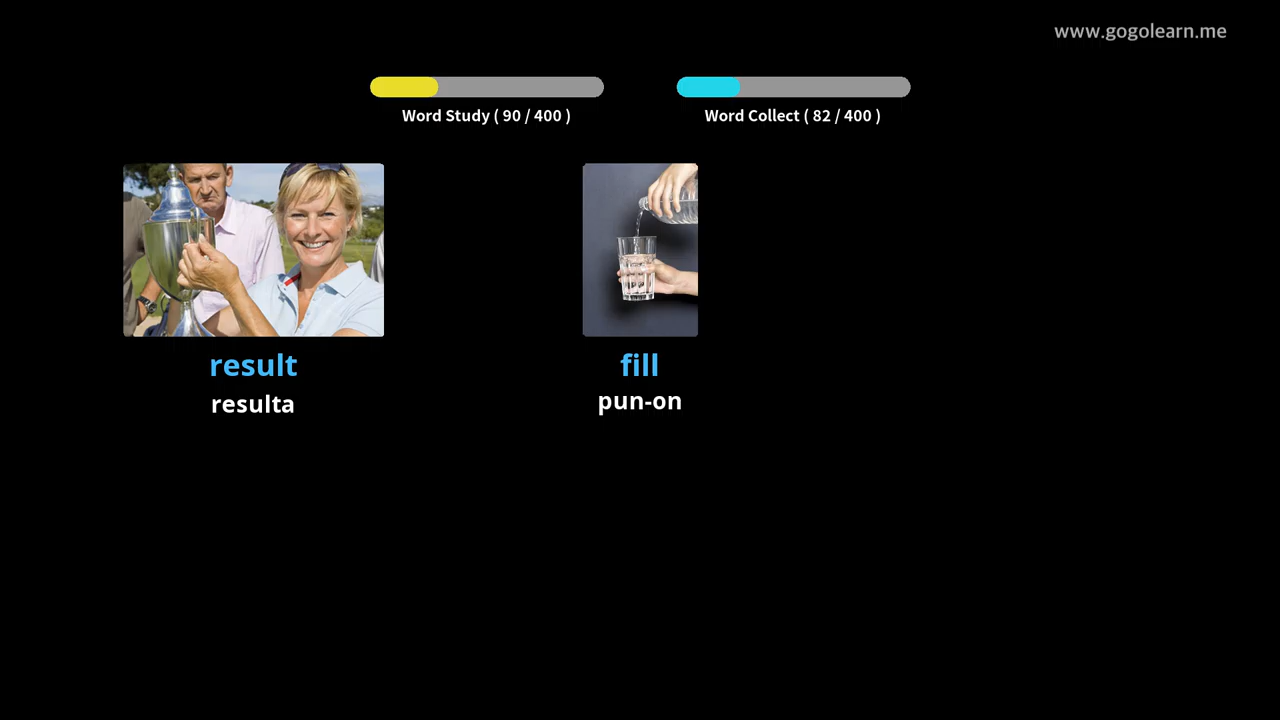 www.gogolearn.me
Word Study ( 90 / 400 )
Word Collect ( 82 / 400 )
result
resulta
fill
pun-on